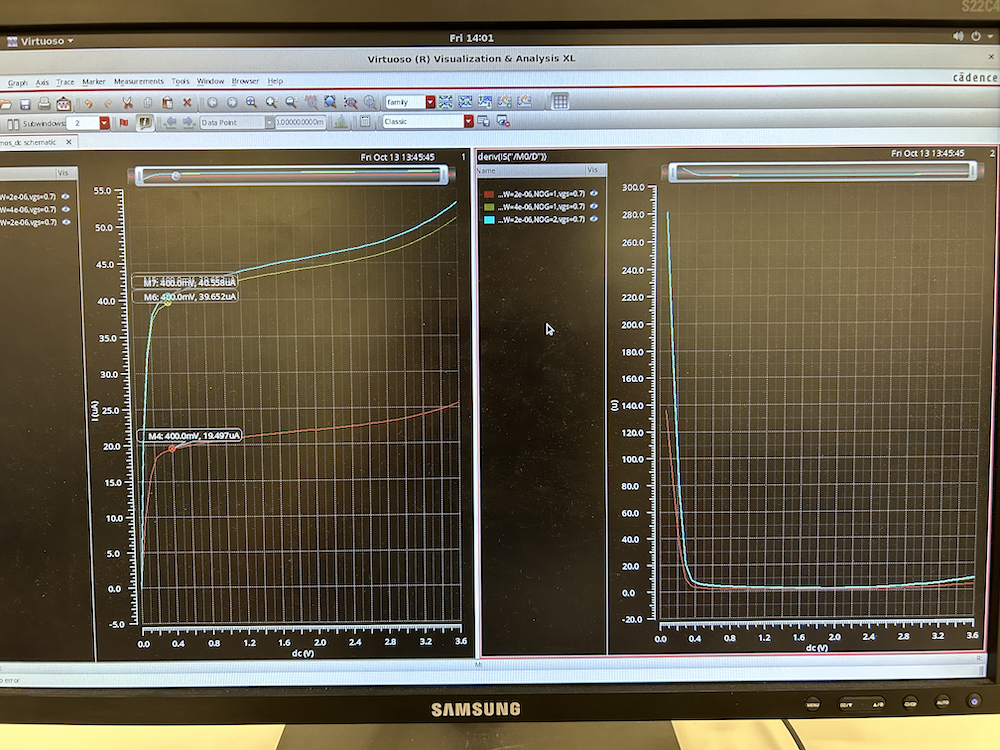 S22C4
Virtuoso
Fri 14:01
Virtuoso (R) Visualization & Analysis XL
Graph Axis Trace Marker Measurements Tools Window Browser Help
cādence
family
Subwindows: 2
Data Point
Classic
mos_dc schematic
Fri Oct 13 13:45:45 1
Vis
W=2e-06,vgs=0.7)
W=4e-06,vgs=0.7)
W=2e-06,vgs=0.7)
55.0
50.0
45.0
40.0
35.0
30.0
25.0
20.0
15.0
10.0
5.0
0.0
-5.0
I (uA)
M7: 400.0mV, 40.558uA
M6: 400.0mV, 39.652uA
M4: 400.0mV, 19.497uA
0.0 0.4 0.8 1.2 1.6 2.0 2.4 2.8 3.2 3.6
dc (V)
deriv(IS("/M0/D"))
Fri Oct 13 13:45:45 2
Name Vis
...W=2e-06,NOG=1,vgs=0.7)
...W=4e-06,NOG=1,vgs=0.7)
...W=2e-06,NOG=2,vgs=0.7)
300.0
280.0
260.0
240.0
220.0
200.0
180.0
160.0
140.0
120.0
100.0
80.0
60.0
40.0
20.0
0.0
-20.0
(u)
0.0 0.4 0.8 1.2 1.6 2.0 2.4 2.8 3.2 3.6
dc (V)
error
SAMSUNG
MENU
AUTO